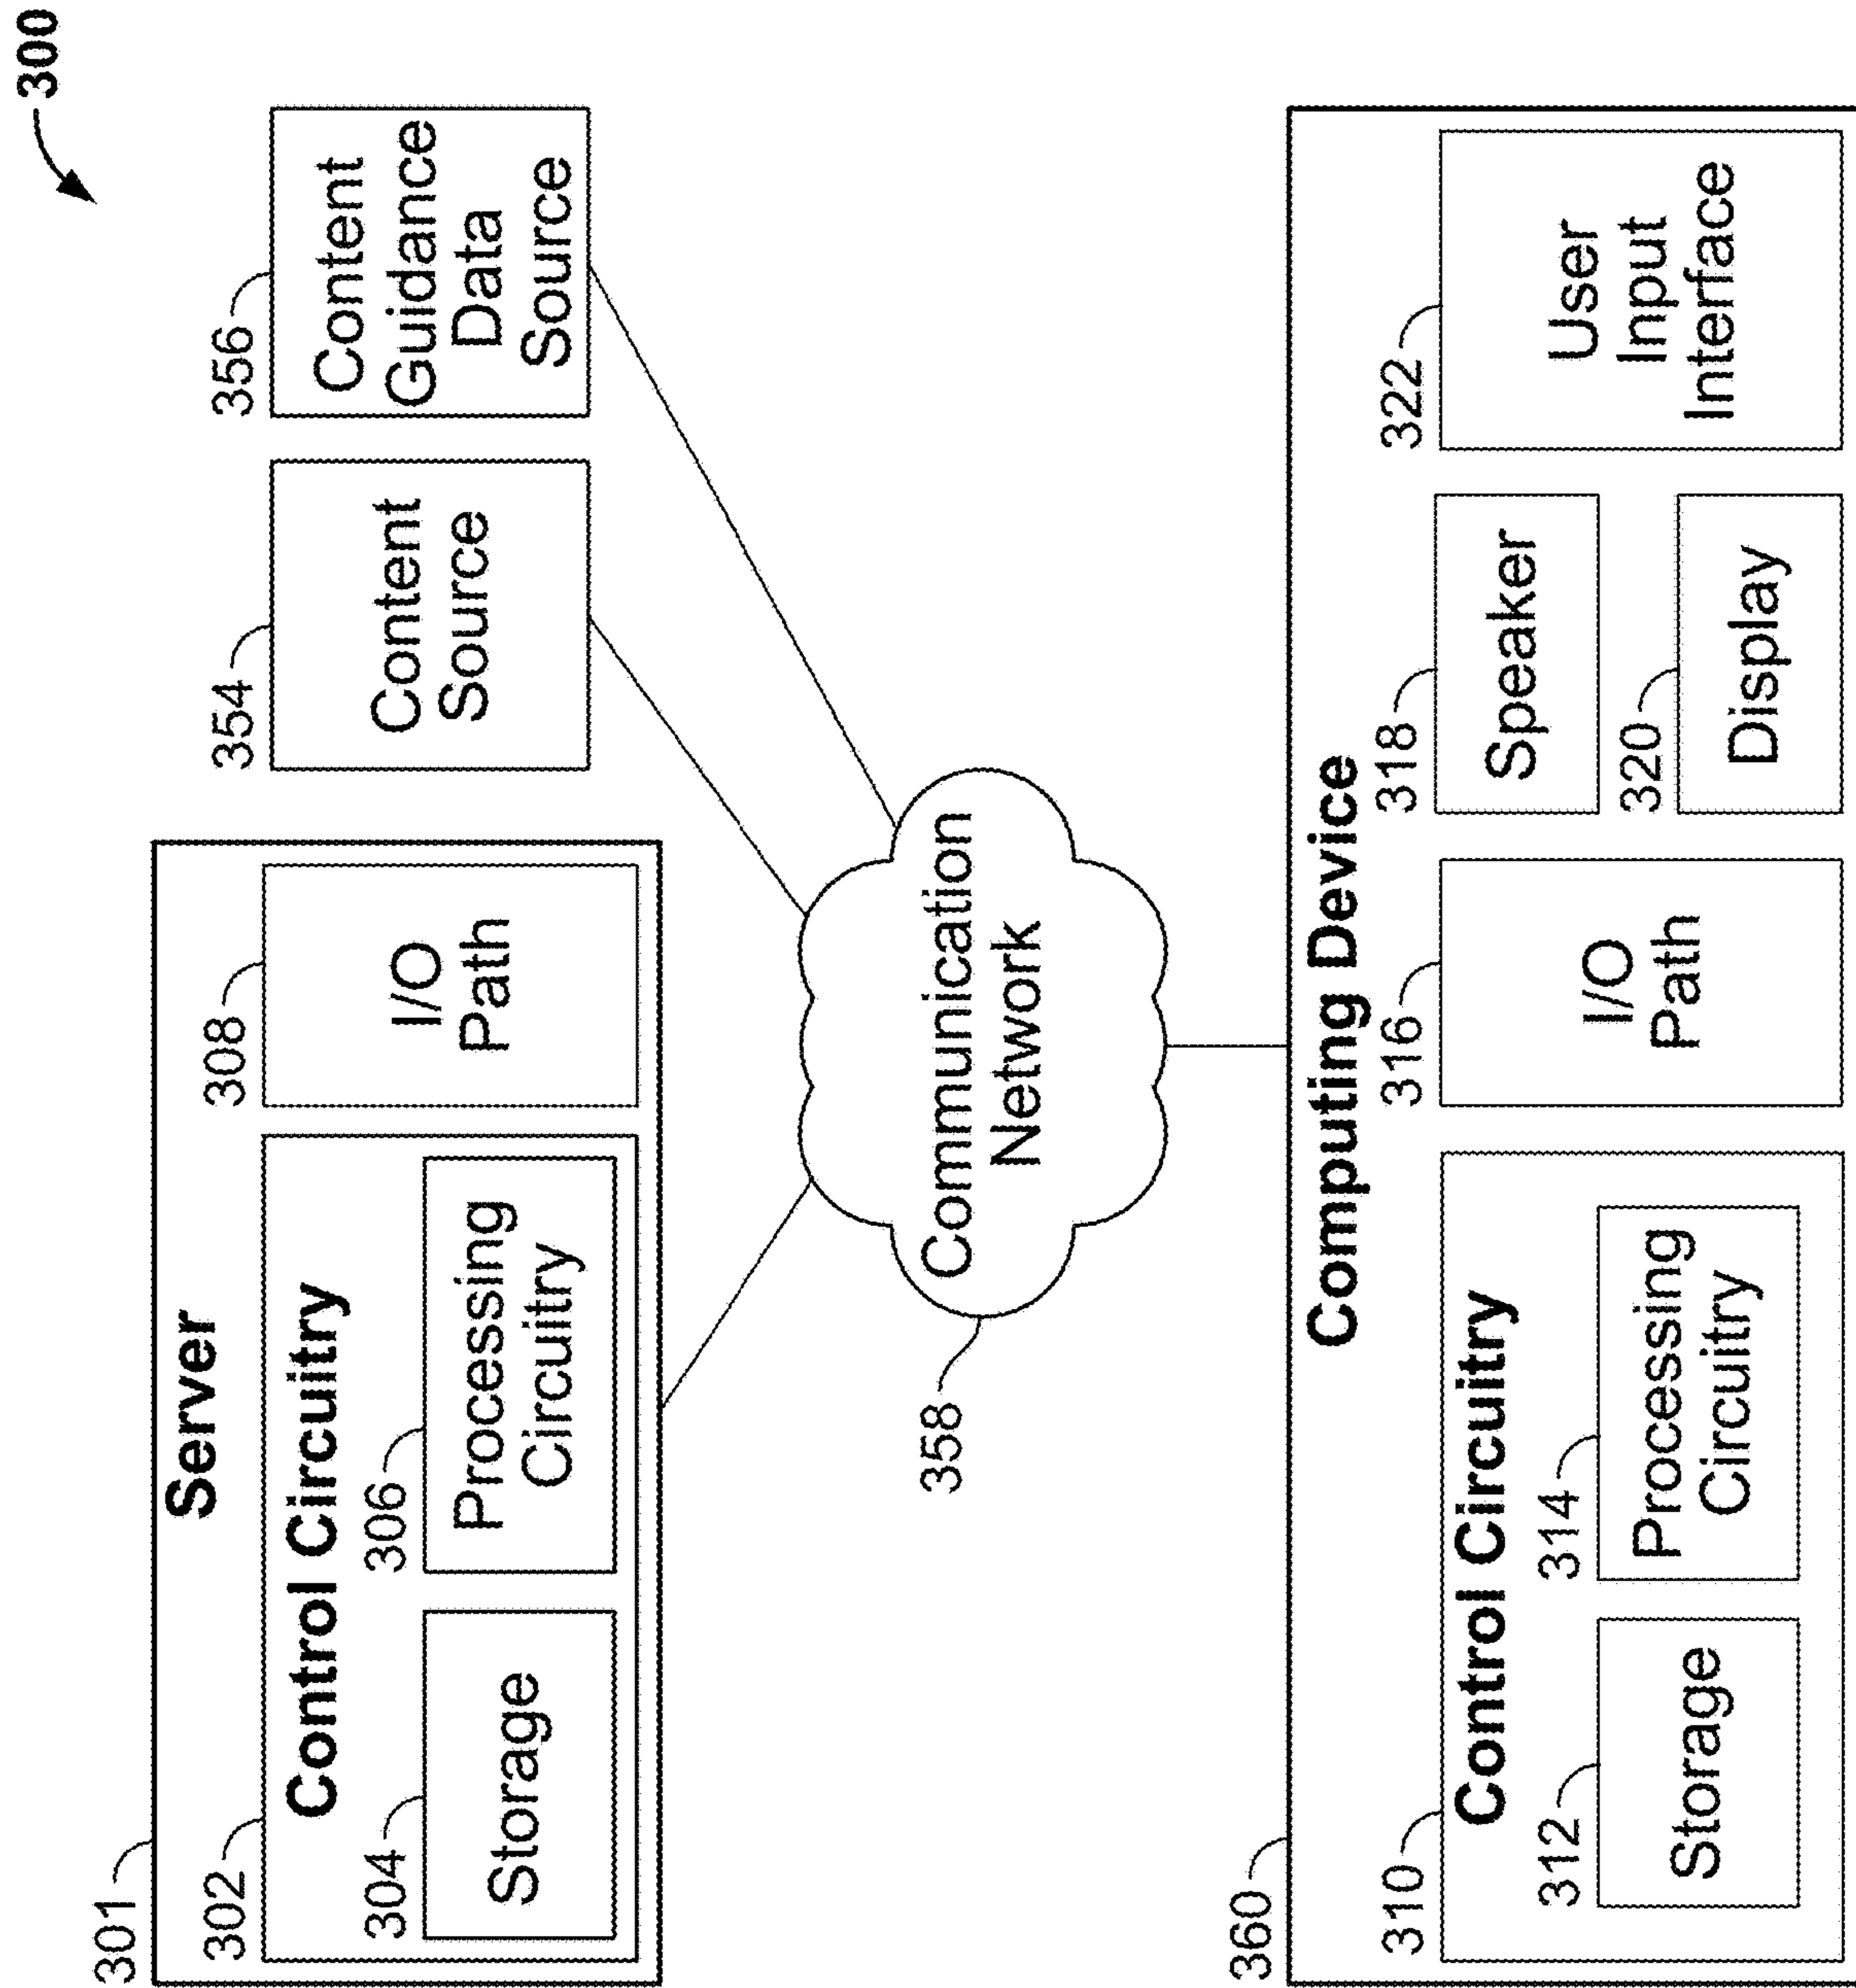 300
301
Server
302
Control Circuitry
304
Storage
306
Processing
Circuitry
308
I/O
Path
354
Content
Source
356
Content
Guidance
Data
Source
358
Communication
Network
360
Computing Device
310
Control Circuitry
312
Storage
314
Processing
Circuitry
316
I/O
Path
318
Speaker
320
Display
322
User
Input
Interface